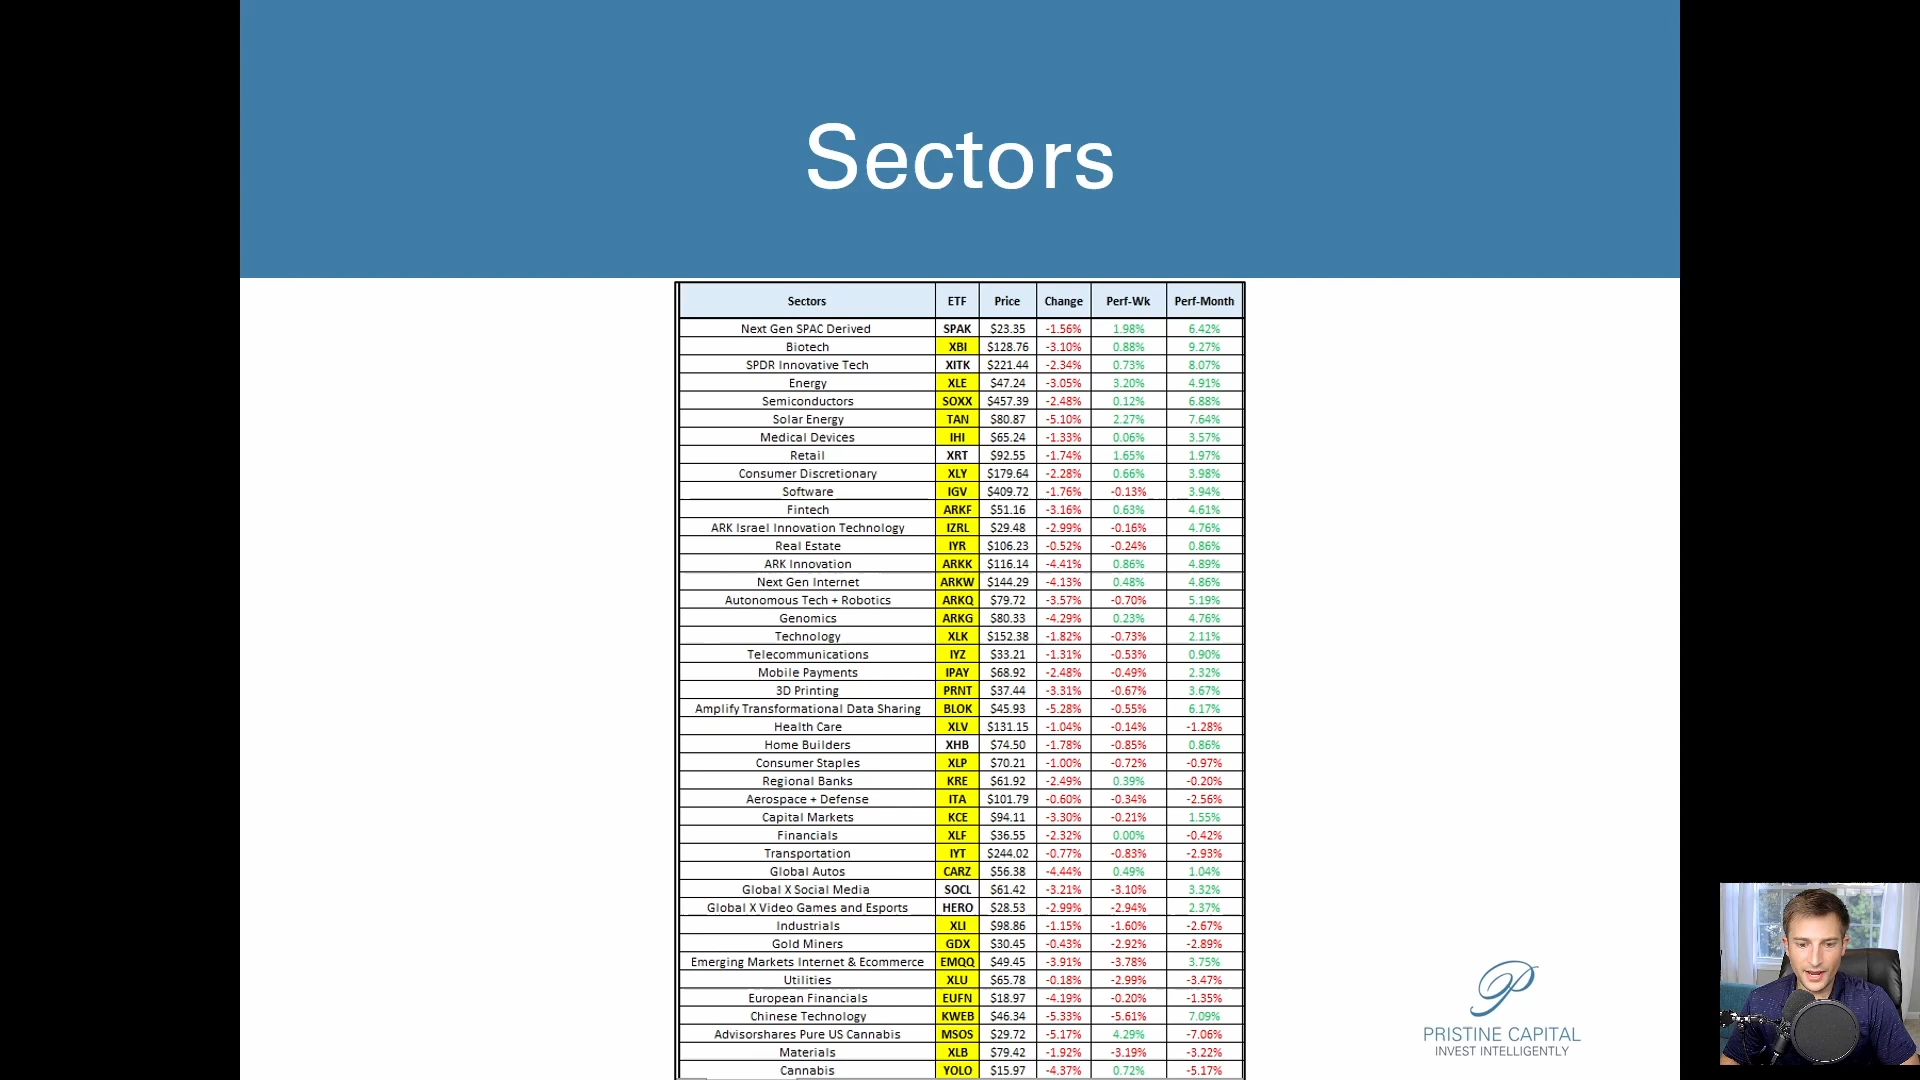 Sectors
Sectors ETF Price Change Perf-Wk Perf-Month
Next Gen SPAC Derived SPAK $23.35 -1.56% 1.98% 6.42%
Biotech XBI $128.76 -3.10% 0.88% 9.27%
SPDR Innovative Tech XITK $221.44 -2.34% 0.73% 8.07%
Energy XLE $47.24 -3.05% 3.20% 4.91%
Semiconductors SOXX $457.39 -2.48% 0.12% 6.88%
Solar Energy TAN $80.87 -5.10% 2.27% 7.64%
Medical Devices IHI $65.24 -1.33% 0.06% 3.57%
Retail XRT $92.55 -1.74% 1.65% 1.97%
Consumer Discretionary XLY $179.64 -2.28% 0.66% 3.98%
Software IGV $409.72 -1.76% -0.13% 3.94%
Fintech ARKF $51.16 -3.16% 0.63% 4.61%
ARK Israel Innovation Technology IZRL $29.48 -2.99% -0.16% 4.76%
Real Estate IYR $106.23 -0.52% -0.24% 0.86%
ARK Innovation ARKK $116.14 -4.41% 0.86% 4.89%
Next Gen Internet ARKW $144.29 -4.13% 0.48% 4.86%
Autonomous Tech + Robotics ARKQ $79.72 -3.57% -0.70% 5.19%
Genomics ARKG $80.33 -4.29% 0.23% 4.76%
Technology XLK $152.38 -1.82% -0.73% 2.11%
Telecommunications IYZ $33.21 -1.31% -0.53% 0.90%
Mobile Payments IPAY $68.92 -2.48% -0.49% 2.32%
3D Printing PRNT $37.44 -3.31% -0.67% 3.67%
Amplify Transformational Data Sharing BLOK $45.93 -5.28% -0.55% 6.17%
Health Care XLV $131.15 -1.04% -0.14% -1.28%
Home Builders XHB $74.50 -1.78% -0.85% 0.86%
Consumer Staples XLP $70.21 -1.00% -0.72% -0.97%
Regional Banks KRE $61.92 -2.49% 0.39% -0.20%
Aerospace + Defense ITA $101.79 -0.60% -0.34% -2.56%
Capital Markets KCE $94.11 -3.30% -0.21% 1.55%
Financials XLF $36.55 -2.32% 0.00% -0.42%
Transportation IYT $244.02 -0.77% -0.83% -2.93%
Global Autos CARZ $56.38 -4.44% 0.49% 1.04%
Global X Social Media SOCL $61.42 -3.21% -3.10% 3.32%
Global X Video Games and Esports HERO $28.53 -2.99% -2.94% 2.37%
Industrials XLI $98.86 -1.15% -1.60% -2.67%
Gold Miners GDX $30.45 -0.43% -2.92% -2.89%
Emerging Markets Internet & Ecommerce EMQQ $49.45 -3.91% -3.78% 3.75%
Utilities XLU $65.78 -0.18% -2.99% -3.47%
European Financials EUFN $18.97 -4.19% -0.20% -1.35%
Chinese Technology KWEB $46.34 -5.33% -5.61% 7.09%
Advisorshares Pure US Cannabis MSOS $29.72 -5.17% 4.29% -7.06%
Materials XLB $79.42 -1.92% -3.19% -3.22%
Cannabis YOLO $15.97 -4.37% 0.72% -5.17%
PRISTINE CAPITAL
INVEST INTELLIGENTLY